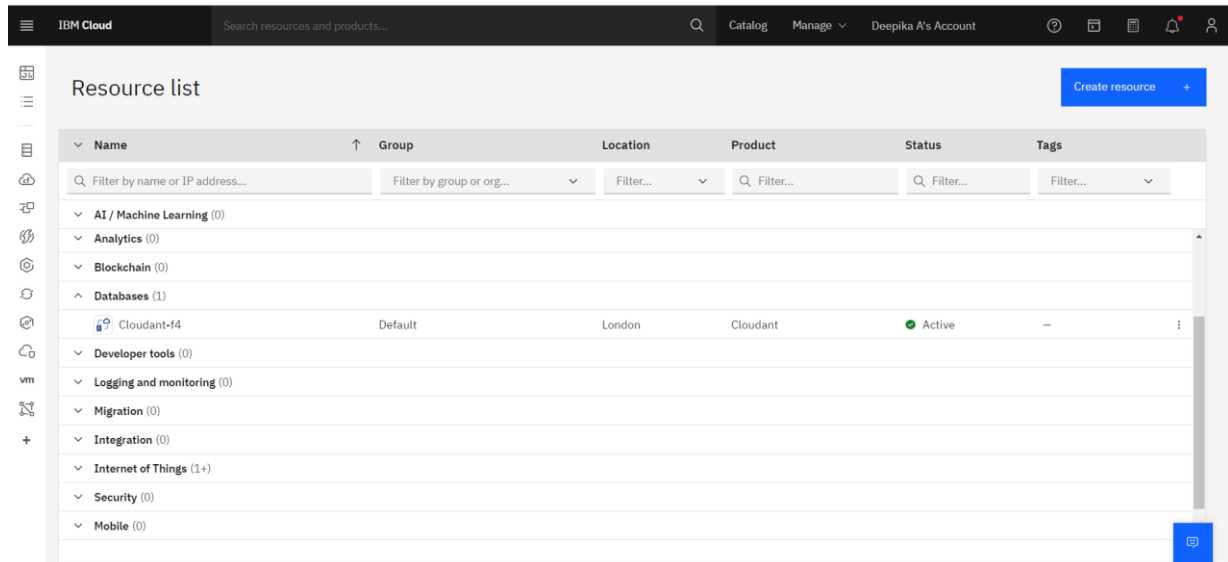 IBM Cloud Search resources and products... Catalog Manage Deepika A's Account
Resource list
Create resource +
Name Group Location Product Status Tags
Filter by name or IP address... Filter by group or org... Filter... Filter... Filter... Filter...
AI / Machine Learning (0)
Analytics (0)
Blockchain (0)
Databases (1)
Cloudant-f4 Default London Cloudant Active –
Developer tools (0)
Logging and monitoring (0)
vm
Migration (0)
Integration (0)
Internet of Things (1+)
Security (0)
Mobile (0)